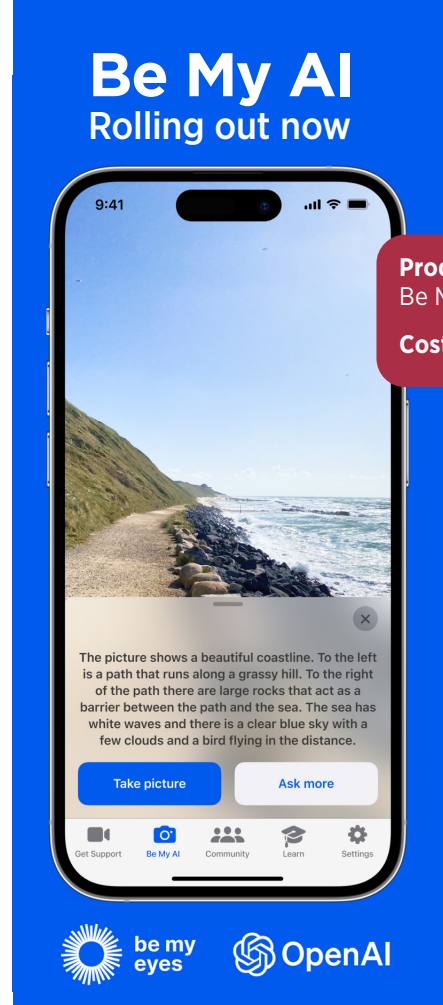 Be My AI
Rolling out now
9:41
Be
The picture shows a beautiful coastline. To the left
is a path that runs along a grassy hill. To the right
of the path there are large rocks that act as a
barrier between the path and the sea. The sea has
white waves and there is a clear blue sky with a
few clouds and a bird flying in the distance.
Take picture
Ask more
Get Support
Be My AI
Community
Learn
Settings
be my
eyes
OpenAI